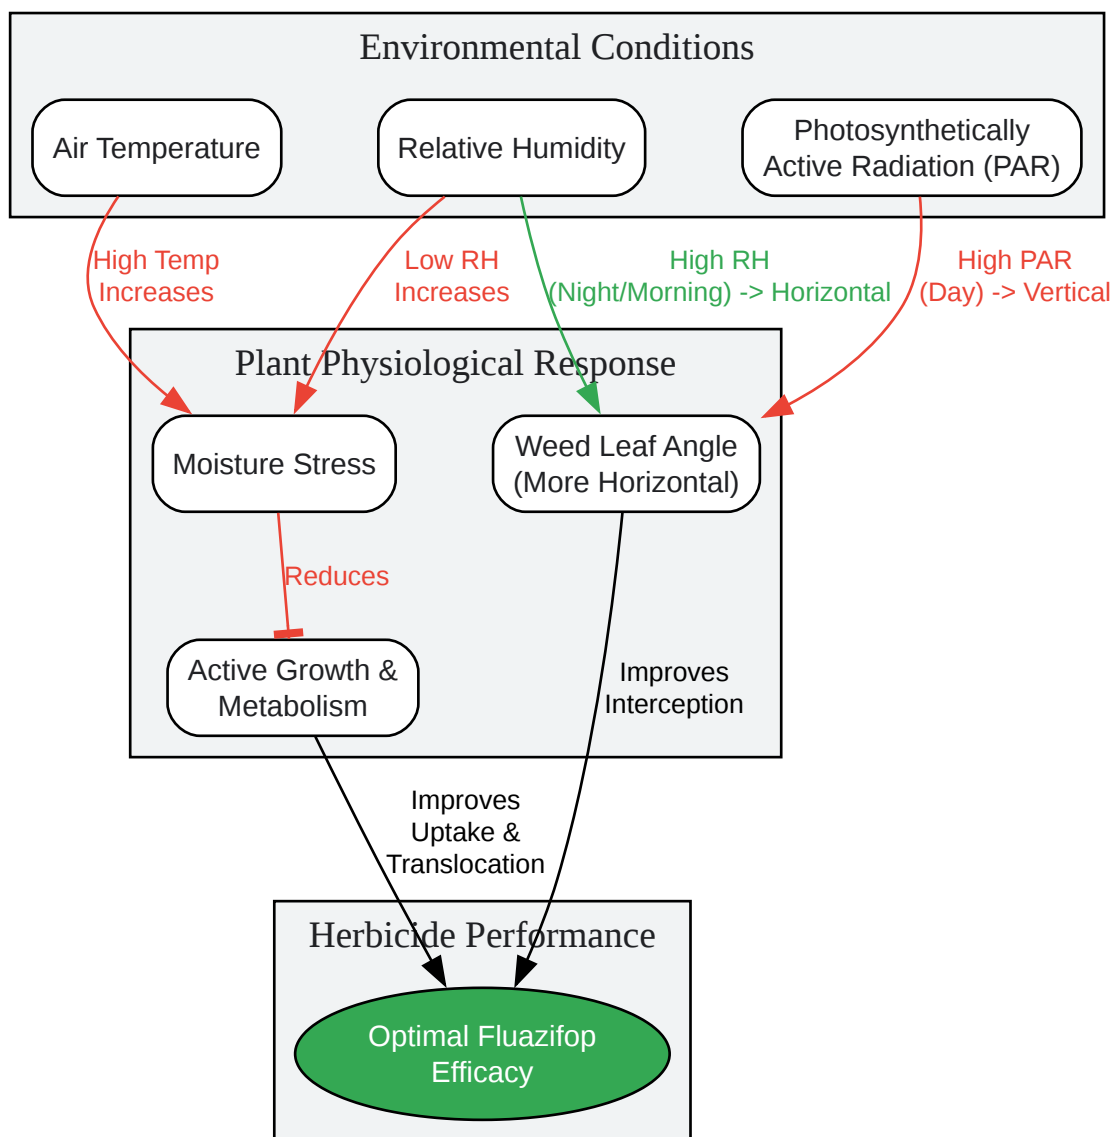 Environmental Conditions
Air Temperature
Relative Humidity
Photosynthetically
Active Radiation (PAR)
High Temp
Increases
Low RH
Increases
High RH
(Night/Morning) -> Horizontal
High PAR
(Day) -> Vertical
Plant Physiological Response
Moisture Stress
Weed Leaf Angle
(More Horizontal)
Reduces
Active Growth &
Metabolism
Improves
Interception
Improves
Uptake &
Translocation
Herbicide Performance
Optimal Fluazifop
Efficacy